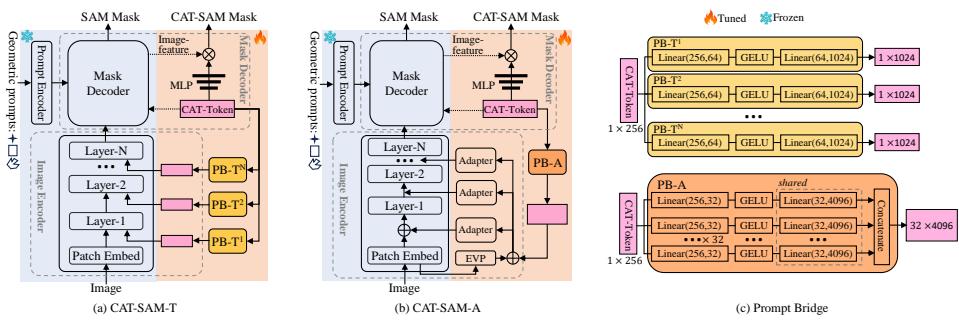 SAM Mask
CAT-SAM Mask
Image-
feature
Mask Decoder
MLP
CAT-Token
Mask
Decoder
Prompt Encoder
Geometric prompts:
Image Encoder
Layer-N
Layer-2
Layer-1
Patch Embed
PB-T^N
PB-T^2
PB-T^1
Image
(a) CAT-SAM-T
SAM Mask
CAT-SAM Mask
Image-
feature
Mask Decoder
MLP
CAT-Token
Mask
Decoder
Prompt Encoder
Geometric prompts:
Image Encoder
Layer-N
Layer-2
Layer-1
Patch Embed
Adapter
Adapter
Adapter
EVP
PB-A
Image
(b) CAT-SAM-A
Tuned
Frozen
PB-T^1
Linear(256,64) GELU Linear(64,1024) 1×1024
PB-T^2
Linear(256,64) GELU Linear(64,1024) 1×1024
•••
PB-T^N
Linear(256,64) GELU Linear(64,1024) 1×1024
CAT-Token
1×256
PB-A
shared
Linear(256,32) GELU Linear(32,4096)
Linear(256,32) GELU Linear(32,4096)
•••× 32 ••• •••
Linear(256,32) GELU Linear(32,4096)
Concatenate
32×4096
CAT-Token
1×256
(c) Prompt Bridge